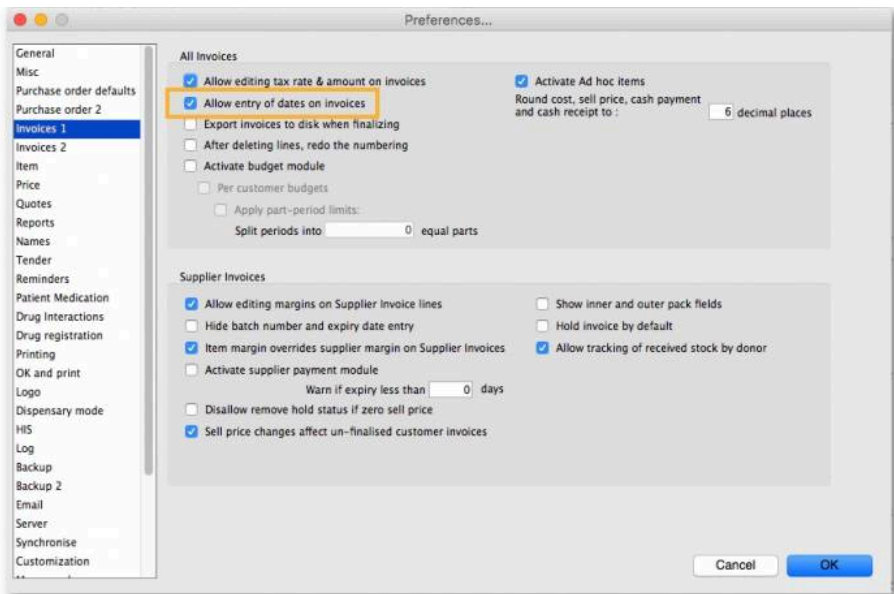 Preferences...
General
Misc
Purchase order defaults
Purchase order 2
Invoices 1
Invoices 2
Item
Price
Quotes
Reports
Names
Tender
Reminders
Patient Medication
Drug Interactions
Drug registration
Printing
OK and print
Logo
Dispensary mode
HIS
Log
Backup
Backup 2
Email
Server
Synchronise
Customization
All Invoices
Allow editing tax rate & amount on invoices
Allow entry of dates on invoices
Export invoices to disk when finalizing
After deleting lines, redo the numbering
Activate budget module
Per customer budgets
Apply part-period limits:
Split periods into 0 equal parts
Activate Ad hoc items
Round cost, sell price, cash payment
and cash receipt to : 6 decimal places
Supplier Invoices
Allow editing margins on Supplier Invoice lines
Hide batch number and expiry date entry
Item margin overrides supplier margin on Supplier Invoices
Activate supplier payment module
Warn if expiry less than 0 days
Disallow remove hold status if zero sell price
Sell price changes affect un-finalised customer invoices
Show inner and outer pack fields
Hold invoice by default
Allow tracking of received stock by donor
Cancel
OK